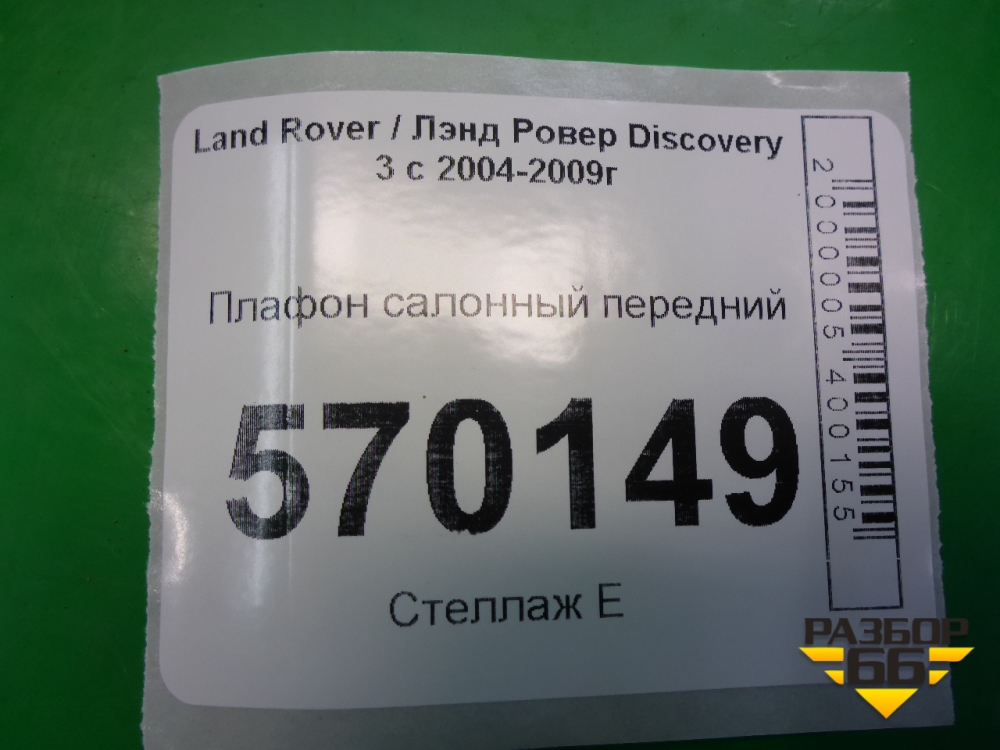 Land Rover / Лэнд Ровер Discovery
3 с 2004-2009г
Плафон салонный передний
570149
Стеллаж Е
2000005400155
РАЗБОР
66